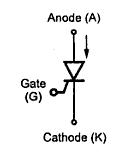 Anode (A)
Gate
(G)
Cathode (K)